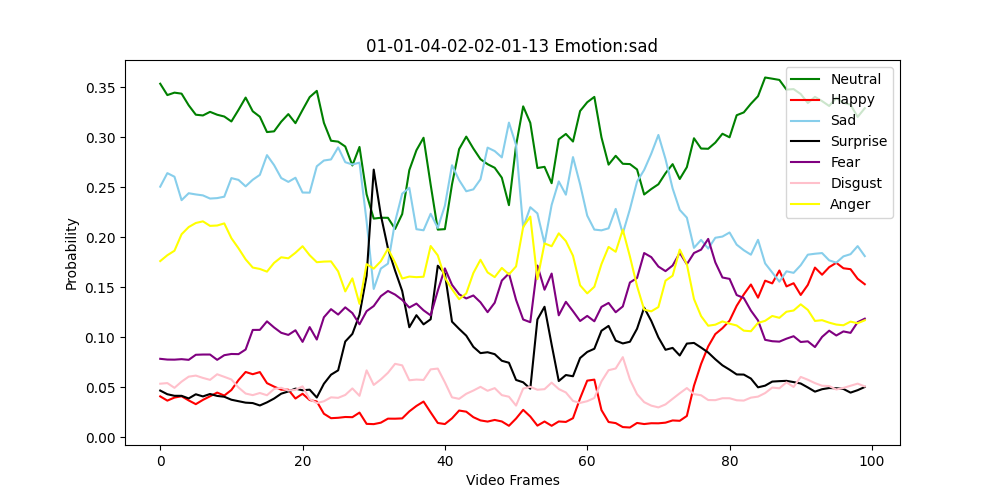 01-01-04-02-02-01-13 Emotion:sad
Probability
0.35
0.30
0.25
0.20
0.15
0.10
0.05
0.00
0
20
40
60
80
100
Video Frames
Neutral
Happy
Sad
Surprise
Fear
Disgust
Anger